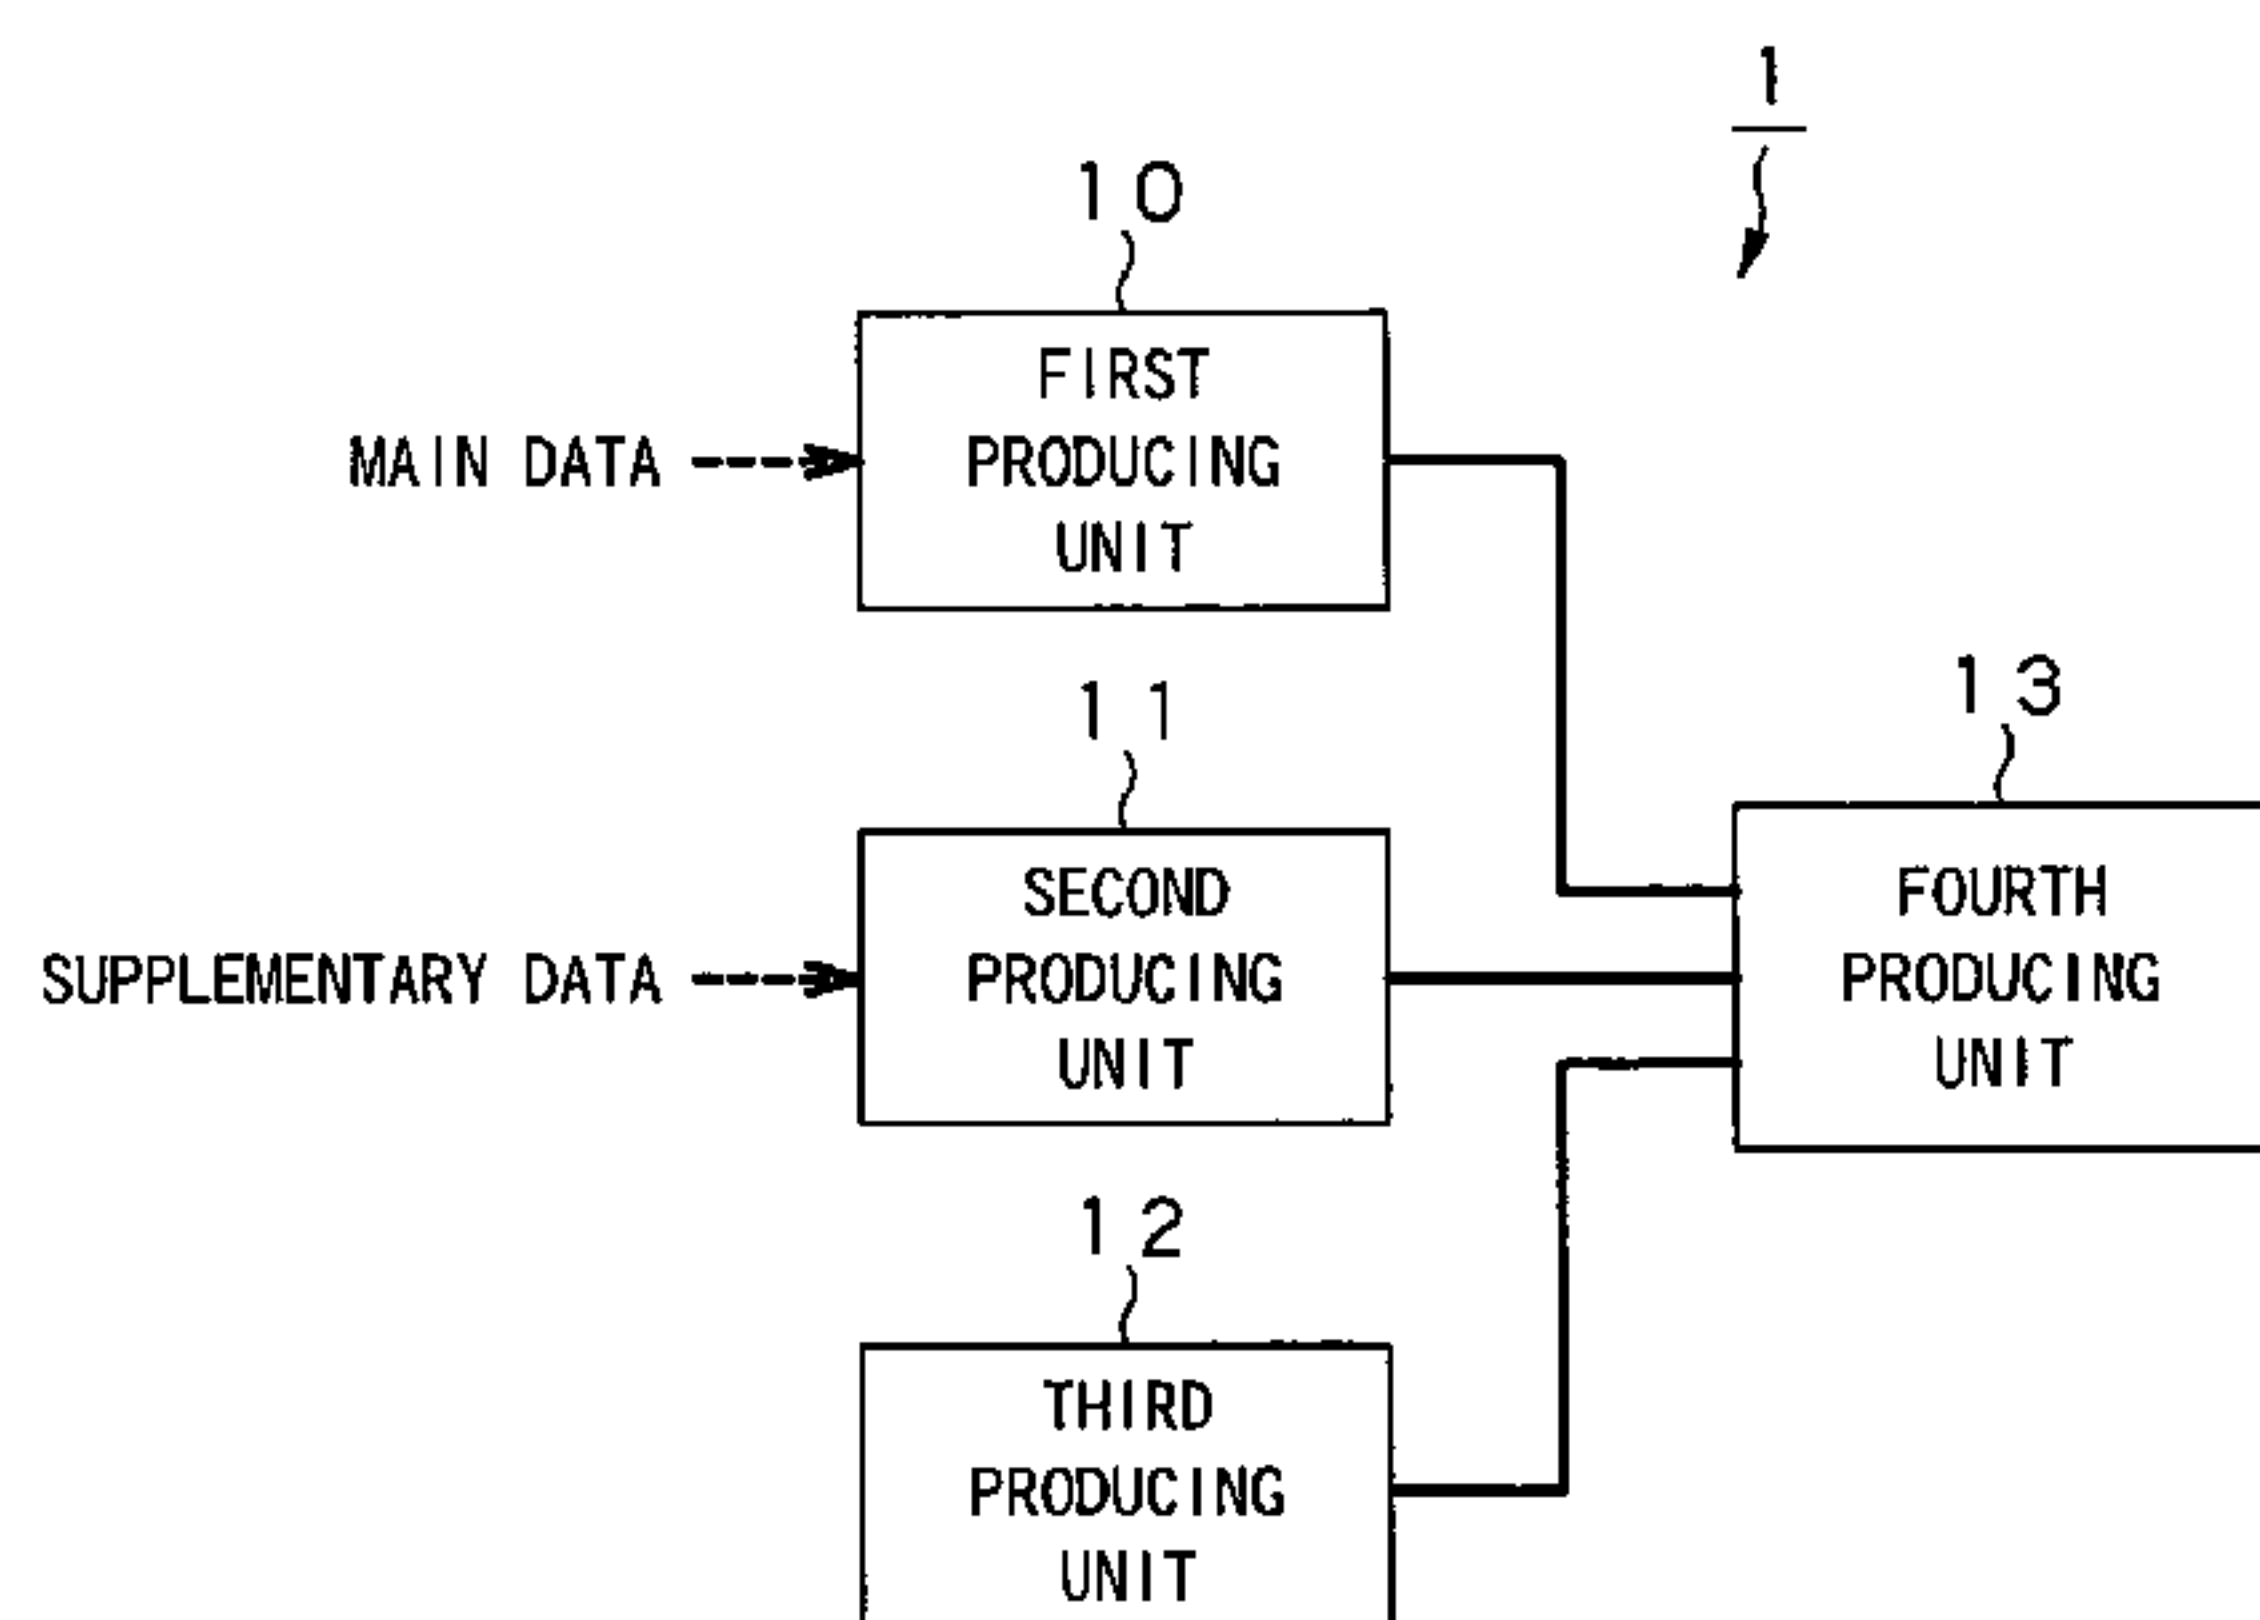 1
10
FIRST
PRODUCING
UNIT
MAIN DATA
11
SECOND
PRODUCING
UNIT
SUPPLEMENTARY DATA
13
FOURTH
PRODUCING
UNIT
12
THIRD
PRODUCING
UNIT